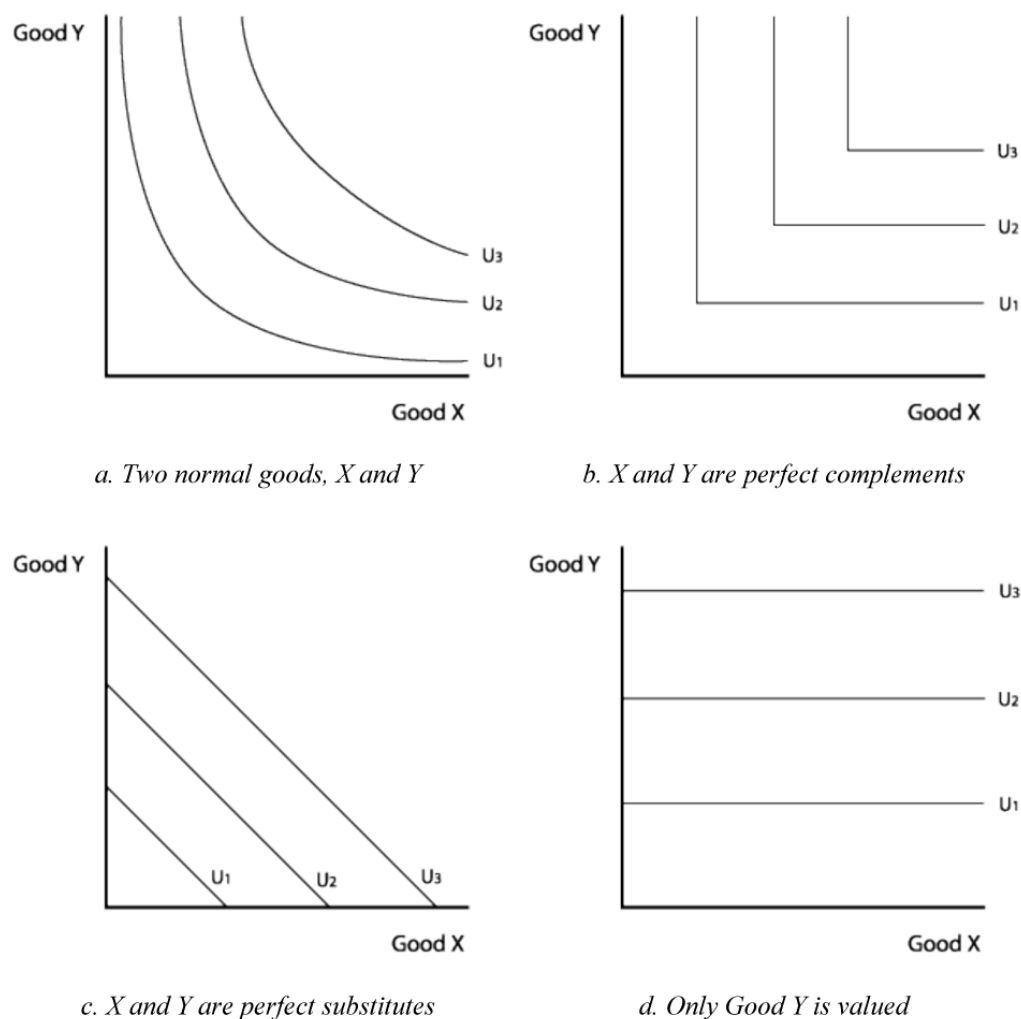 Good Y
U₃
U₂
U₁
Good X
a. Two normal goods, X and Y
Good Y
U₃
U₂
U₁
Good X
b. X and Y are perfect complements
Good Y
U₁
U₂
U₃
Good X
c. X and Y are perfect substitutes
Good Y
U₃
U₂
U₁
Good X
d. Only Good Y is valued